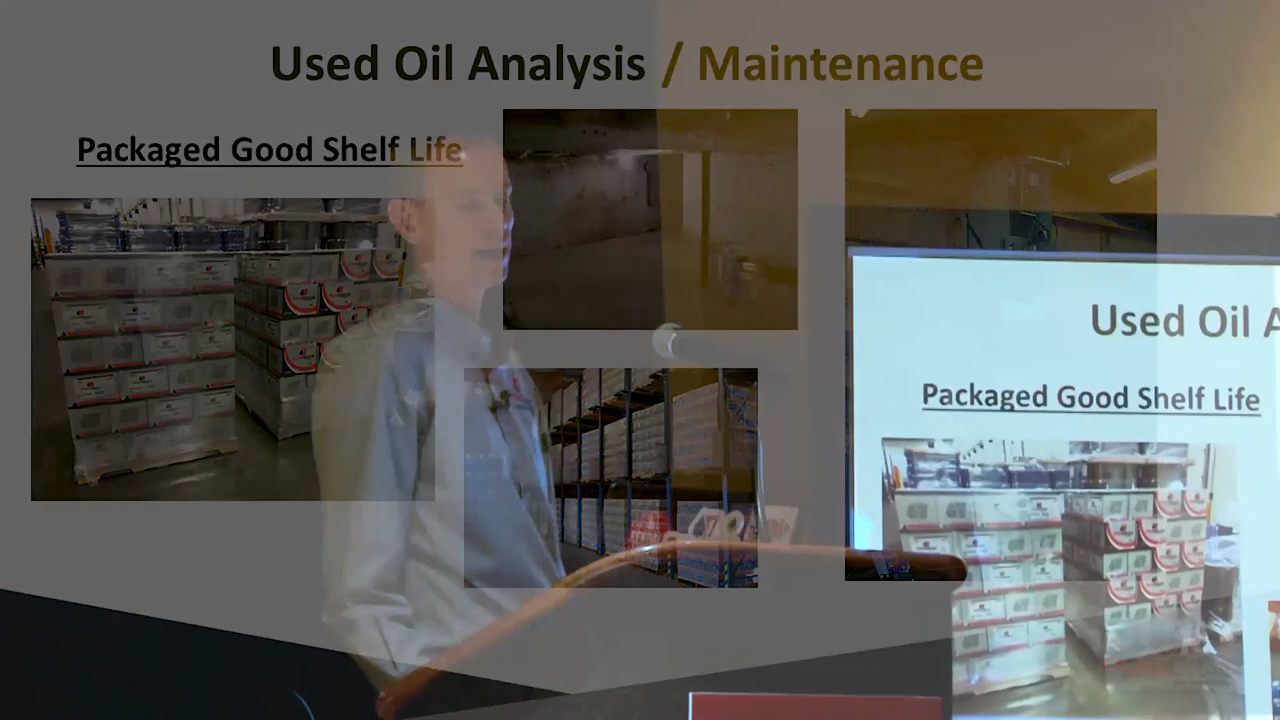 Used Oil Analysis / Maintenance
Packaged Good Shelf Life
Used Oil A
Packaged Good Shelf Life